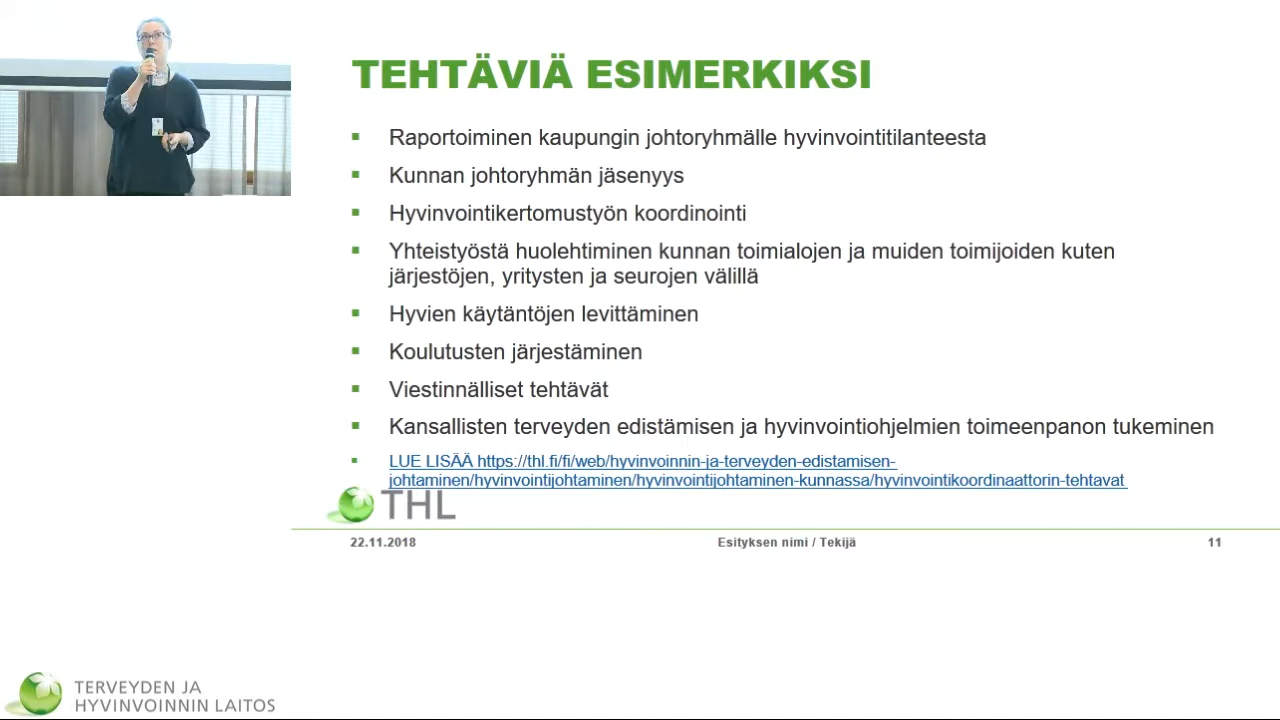 TEHTÄVIÄ ESIMERKIKSI
Raportoiminen kaupungin johtoryhmälle hyvinvointitilanteesta
Kunnan johtoryhmän jäsenyys
Hyvinvointikertomustyön koordinointi
Yhteistyöstä huolehtiminen kunnan toimialojen ja muiden toimijoiden kuten
järjestöjen, yritysten ja seurojen välillä
Hyvien käytäntöjen levittäminen
Koulutusten järjestäminen
Viestinnälliset tehtävät
Kansallisten terveyden edistämisen ja hyvinvointiohjelmien toimeenpanon tukeminen
LUE LISÄÄ https://thl.fi/fi/web/hyvinvoinnin-ja-terveyden-edistamisen-
johtaminen/hyvinvointijohtaminen/hyvinvointijohtaminen-kunnassa/hyvinvointikoordinaattorin-tehtavat
THL
22.11.2018 Esityksen nimi / Tekijä 11
TERVEYDEN JA
HYVINVOINNIN LAITOS